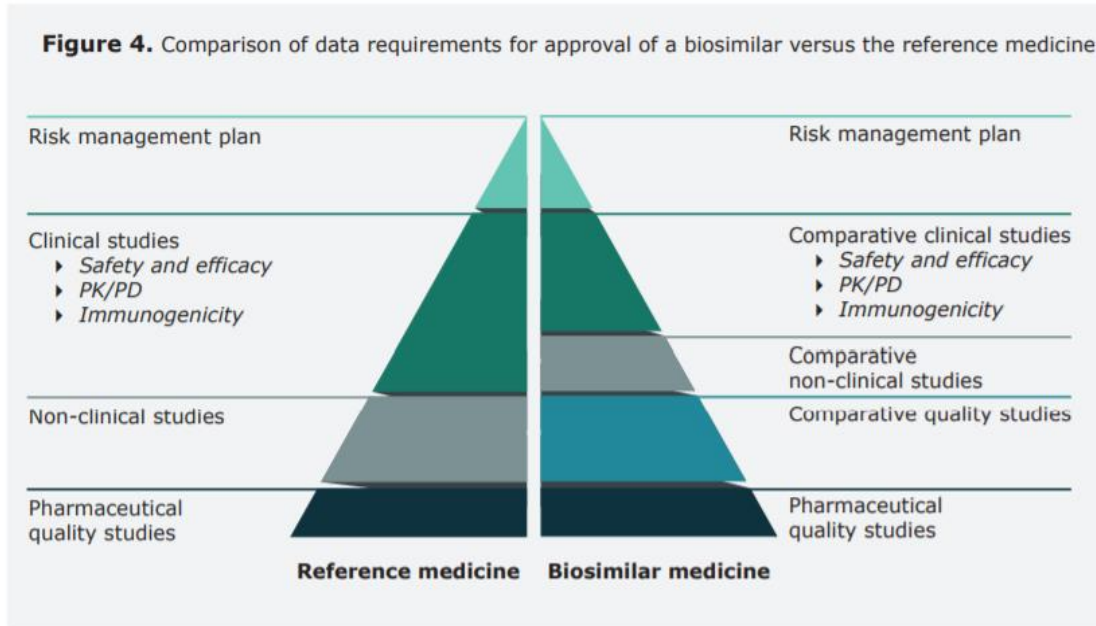 Figure 4. Comparison of data requirements for approval of a biosimilar versus the reference medicine
Risk management plan
Clinical studies
Safety and efficacy
PK/PD
Immunogenicity
Non-clinical studies
Pharmaceutical
quality studies
Risk management plan
Comparative clinical studies
Safety and efficacy
PK/PD
Immunogenicity
Comparative
non-clinical studies
Comparative quality studies
Pharmaceutical
quality studies
Reference medicine
Biosimilar medicine